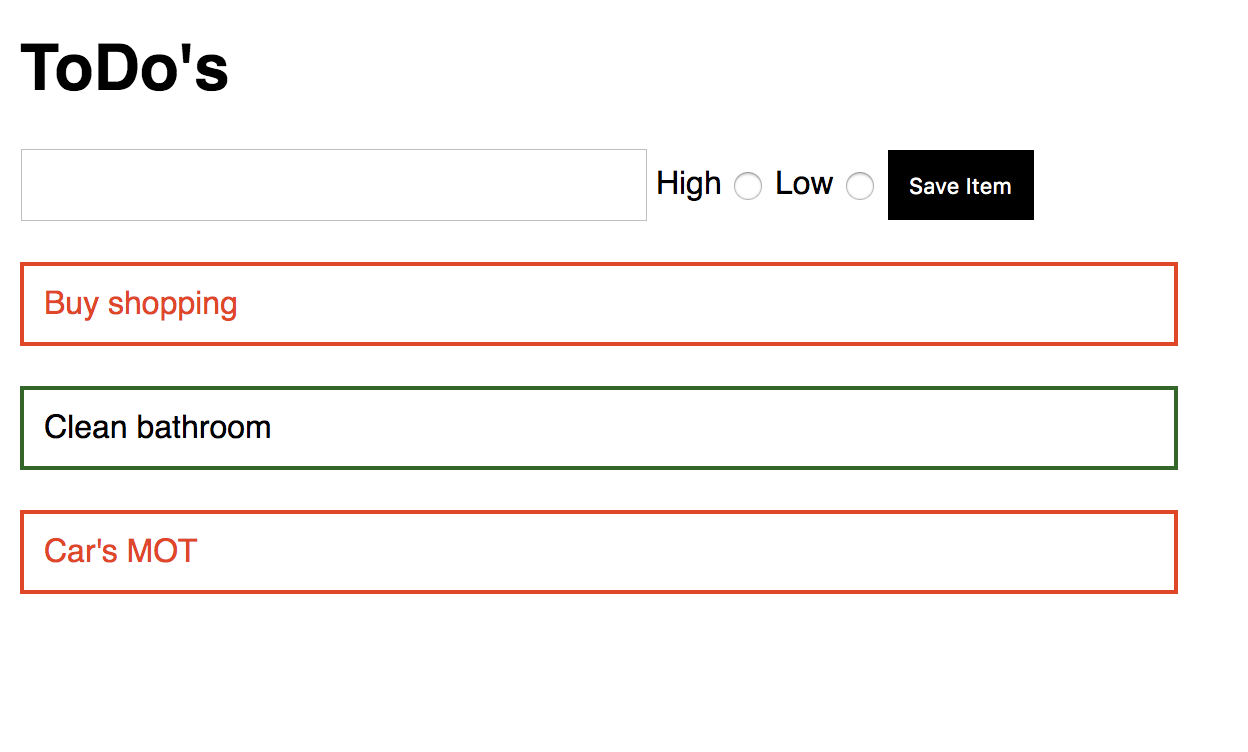 ToDo's
High Low Save Item
Buy shopping
Clean bathroom
Car's MOT